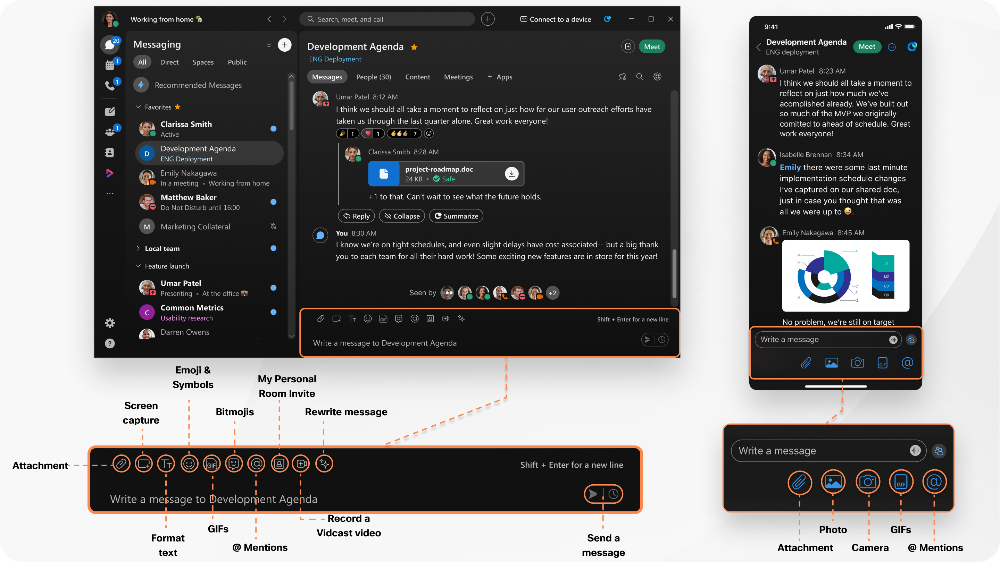 Working from home
Search, meet, and call
Connect to a device
20
1
1
1
Messaging
All Direct Spaces Public
Recommended Messages
Favorites
Clarissa Smith
Active
D
Development Agenda
ENG Deployment
Emily Nakagawa
In a meeting • Working from home
Matthew Baker
Do Not Disturb until 16:00
M
Marketing Collateral
Local team
Feature launch
Umar Patel
Presenting • At the office
C
Common Metrics
Usability research
Darren Owens
?
Development Agenda
ENG Deployment
Meet
Messages People (30) Content Meetings + Apps
Umar Patel 8:12 AM
I think we should all take a moment to reflect on just how far our user outreach efforts have
taken us through the last quarter alone. Great work everyone!
1 1 7
Clarissa Smith 8:28 AM
project-roadmap.doc
24 KB • Safe
+1 to that. Can’t wait to see what the future holds.
Reply Collapse Summarize
You 8:30 AM
I know we’re on tight schedules, and even slight delays have cost associated-- but a big thank
you to each team for all their hard work! Some exciting new features are in store for this year!
Seen by +2
GIF
Shift + Enter for a new line
Write a message to Development Agenda
9:41
Development Agenda
ENG deployment
Meet
Umar Patel 8:23 AM
I think we should all take a moment to
reflect on just how much we’ve
acomplished already. We’ve built out
so much of the MVP we originally
comitted to ahead of schedule. Great
work everyone!
Isabelle Brennan 8:34 AM
Emily there were some last minute
implementation schedule changes
I’ve captured on our shared doc,
just in case you thought that was
all we were up to 😜.
Emily Nakagawa 8:45 AM
M
R
D
A
C
Z
Q
A
MZ
CD
QR
No problem, we’re still on target
Write a message
GIF @
Emoji &
Symbols
My Personal
Room Invite
Screen
capture
Bitmojis
Rewrite message
Attachment
Tт GIF @
Shift + Enter for a new line
Write a message to Development Agenda
Format
text
GIFs
@ Mentions
Record a
Vidcast video
Send a
message
Write a message
GIF @
Photo
GIFs
Attachment
Camera
@ Mentions